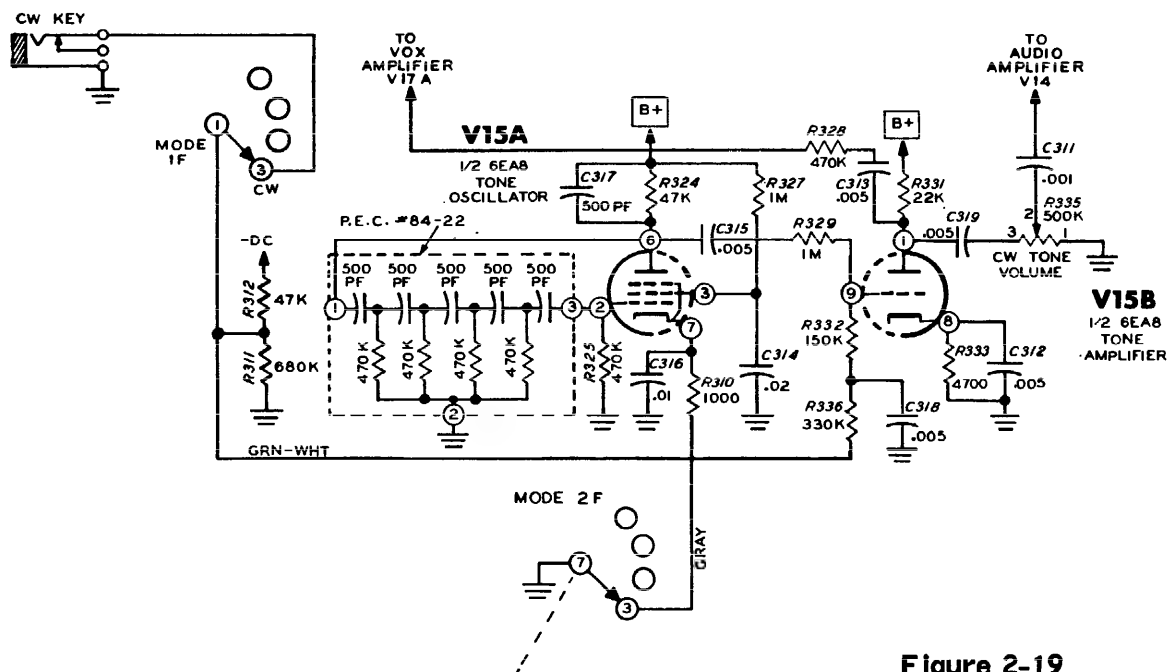 CW KEY
TO
VOX
AMPLIFIER
V17A
TO
AUDIO
AMPLIFIER
V14
B+
B+
V15A
1/2 6EA8
TONE
OSCILLATOR
R328
470K
C311
.001
MODE
1F
1
3
CW
C317
500 PF
R324
47K
R327
1M
C313
.005
R331
22K
R335
500K
2
3
1
C319
.005
CW TONE
VOLUME
P.E.C. #84-22
C315
.005
R329
1M
6
1
-DC
R312
47K
R311
680K
500
PF
500
PF
500
PF
500
PF
500
PF
1
3
2
3
7
9
8
V15B
1/2 6EA8
TONE
AMPLIFIER
470K
470K
470K
470K
2
R325
470K
C316
.01
R310
1000
C314
.02
R332
150K
R333
4700
C312
.005
R336
330K
C318
.005
GRN-WHT
MODE 2F
GRAY
7
3
Figure 2-19